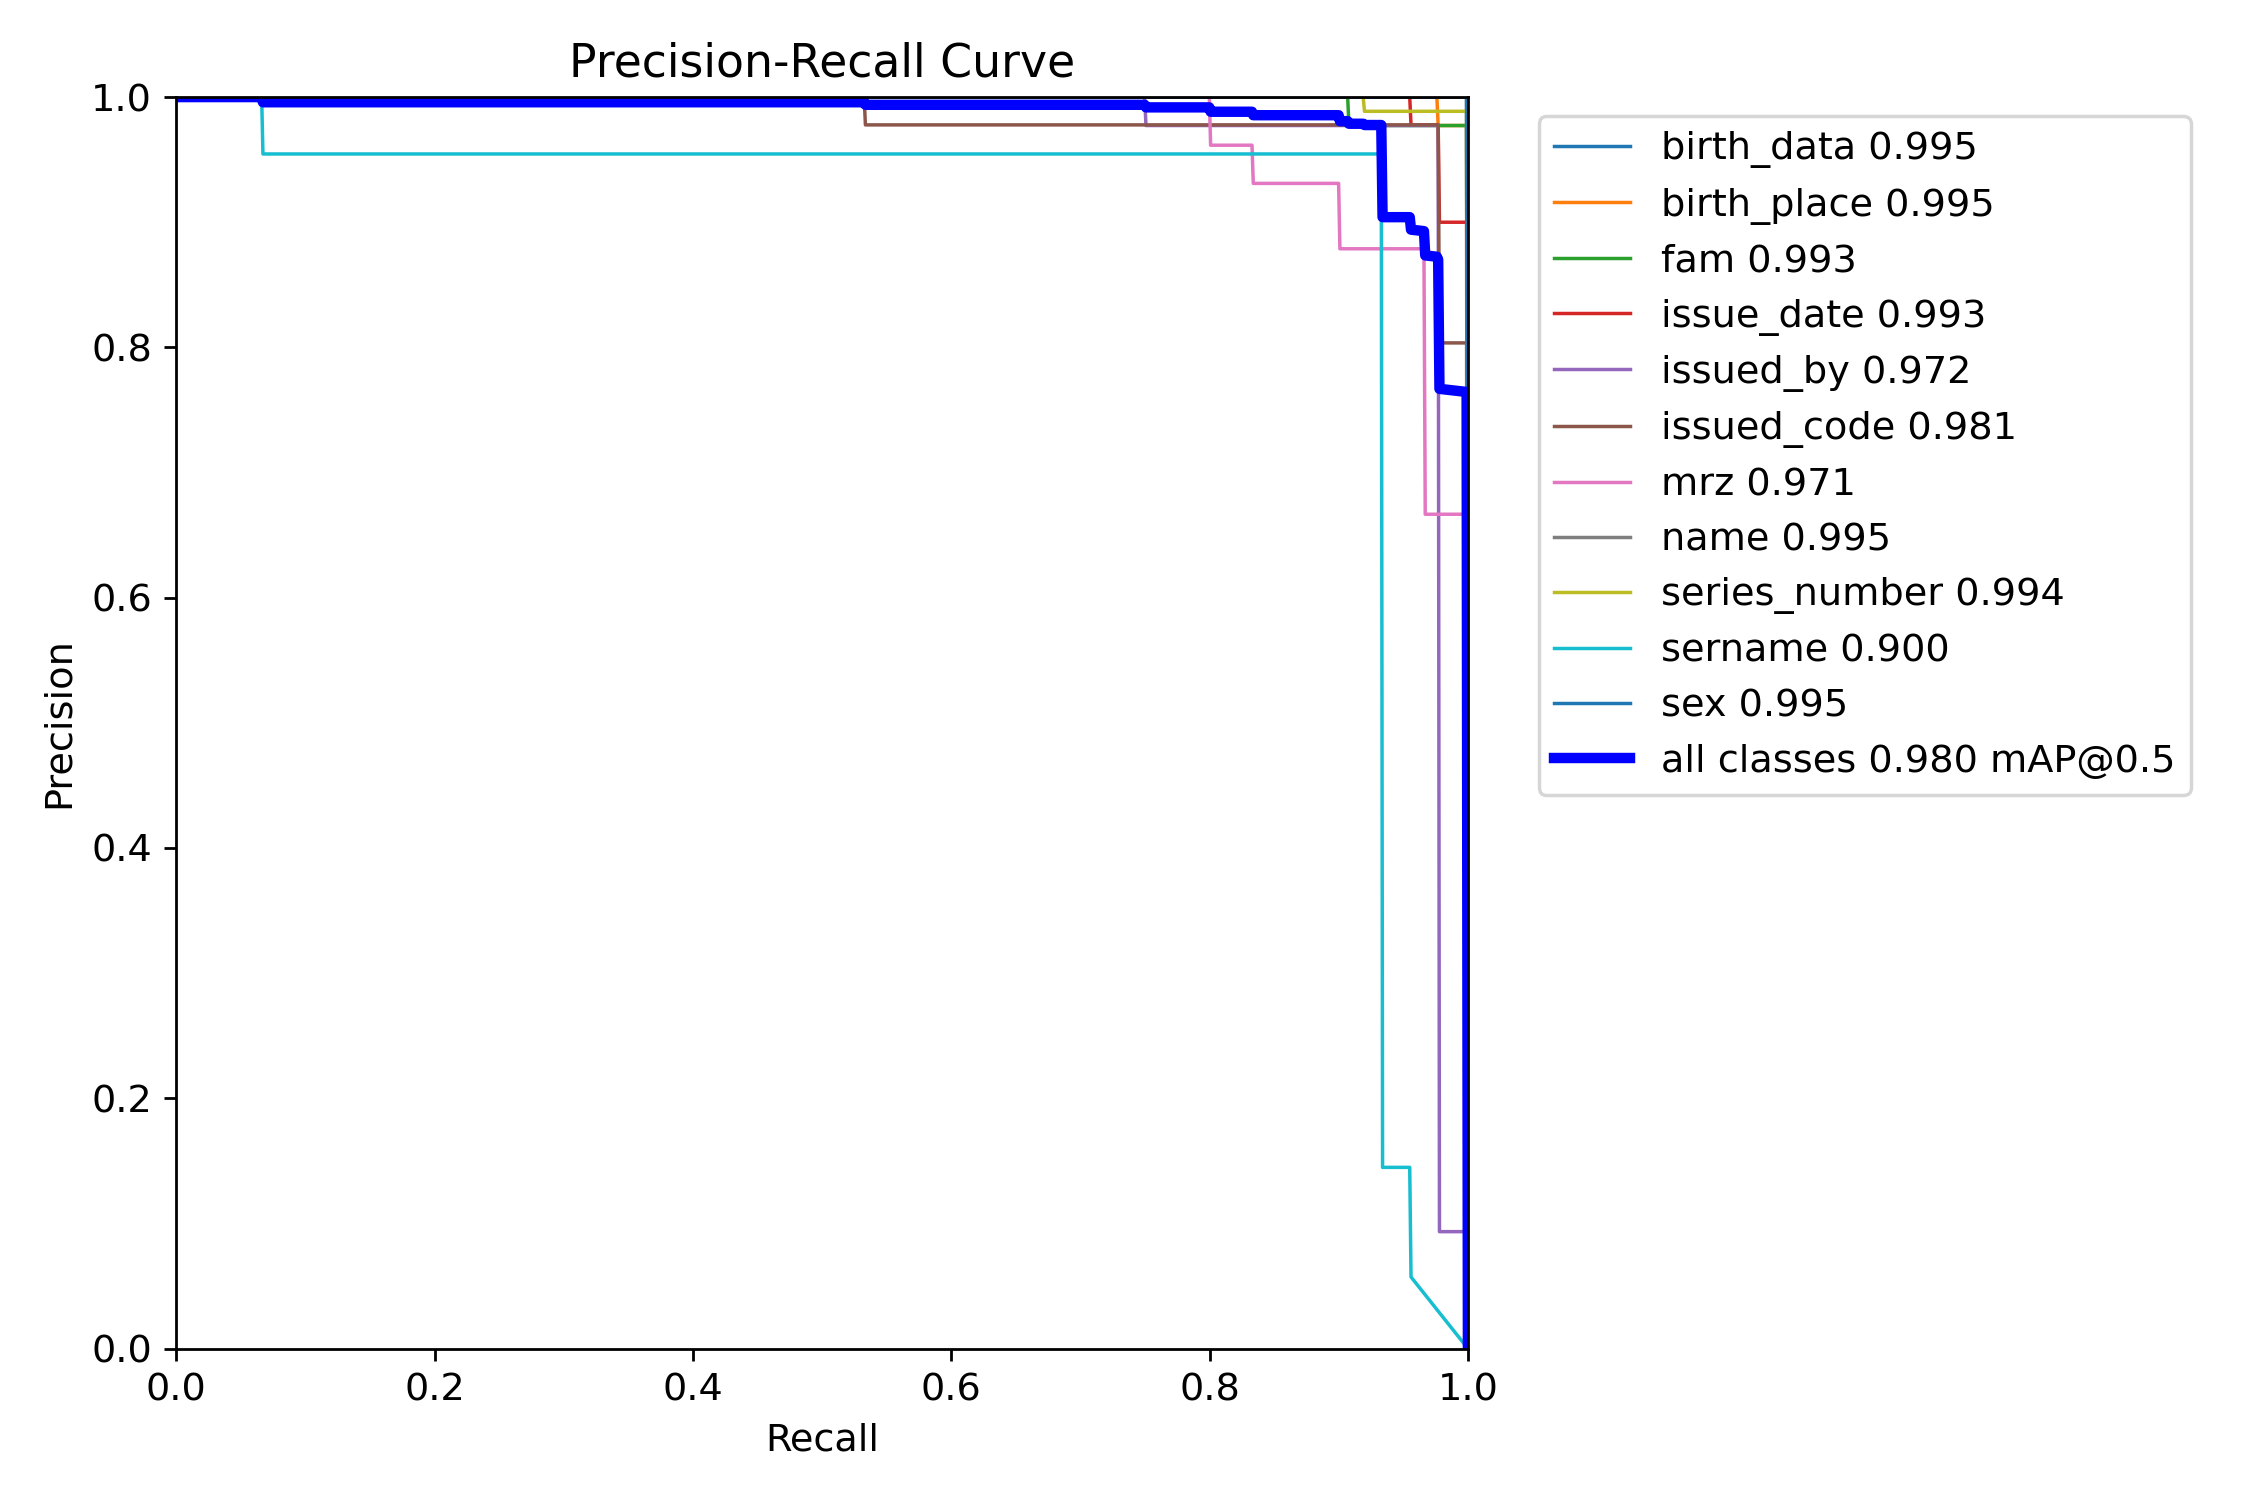 Precision-Recall Curve
1.0
0.8
0.6
0.4
0.2
0.0
Precision
0.0 0.2 0.4 0.6 0.8 1.0
Recall
birth_data 0.995
birth_place 0.995
fam 0.993
issue_date 0.993
issued_by 0.972
issued_code 0.981
mrz 0.971
name 0.995
series_number 0.994
sername 0.900
sex 0.995
all classes 0.980 mAP@0.5